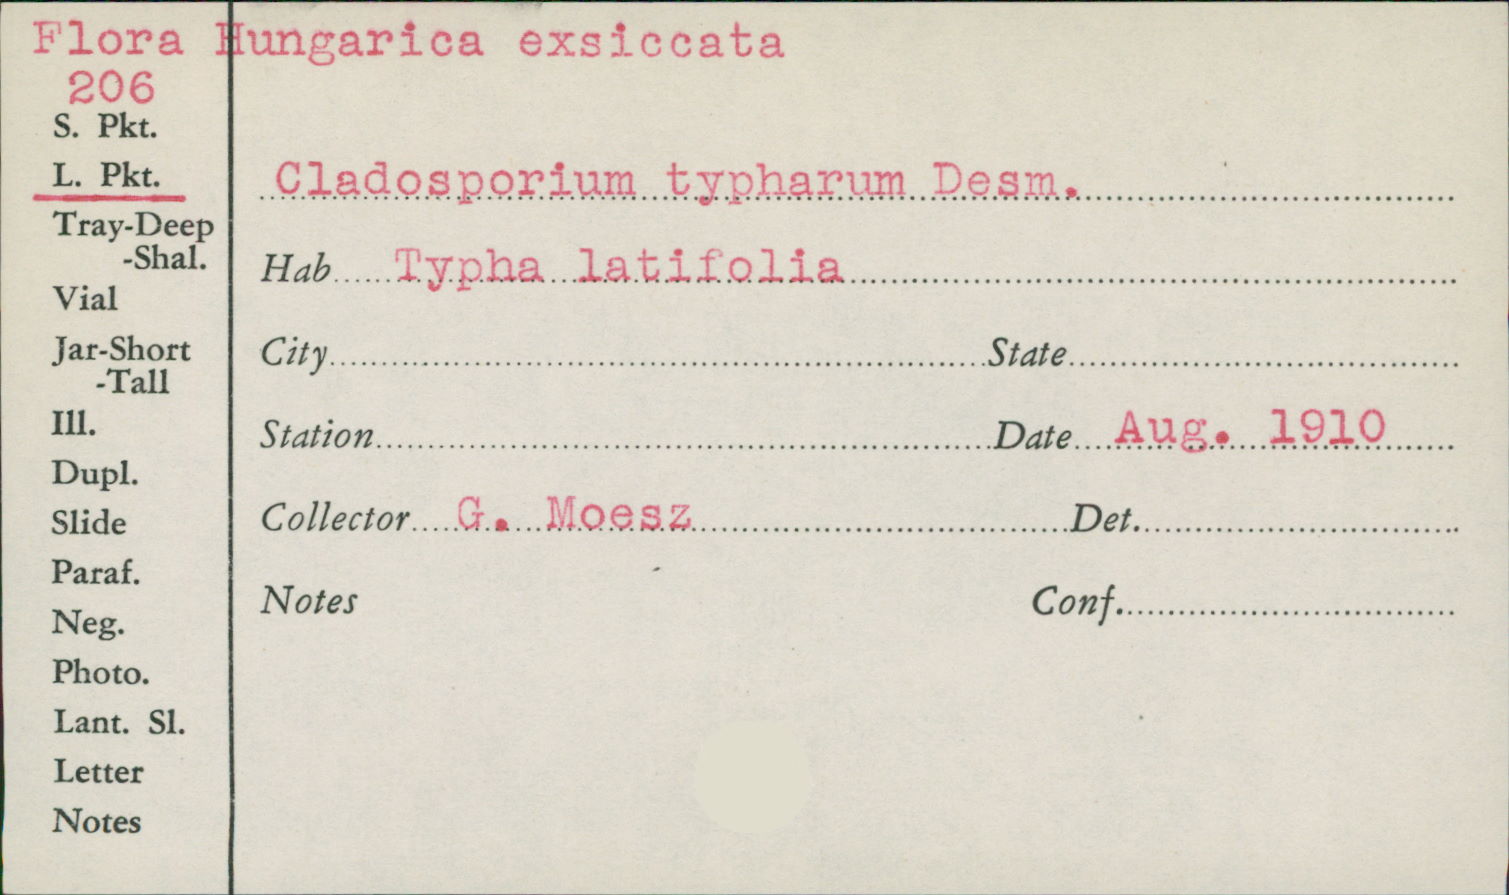 Flora Hungarica exsiccata
206
S. Pkt.
L. Pkt.
Tray-Deep
-Shal.
Vial
Jar-Short
-Tall
Ill.
Dupl.
Slide
Paraf.
Neg.
Photo.
Lant. Sl.
Letter
Notes
Cladosporium typharum Desm.
Hab Typha latifolia
City State
Station Date Aug. 1910
Collector G. Moesz Det.
Notes Conf.